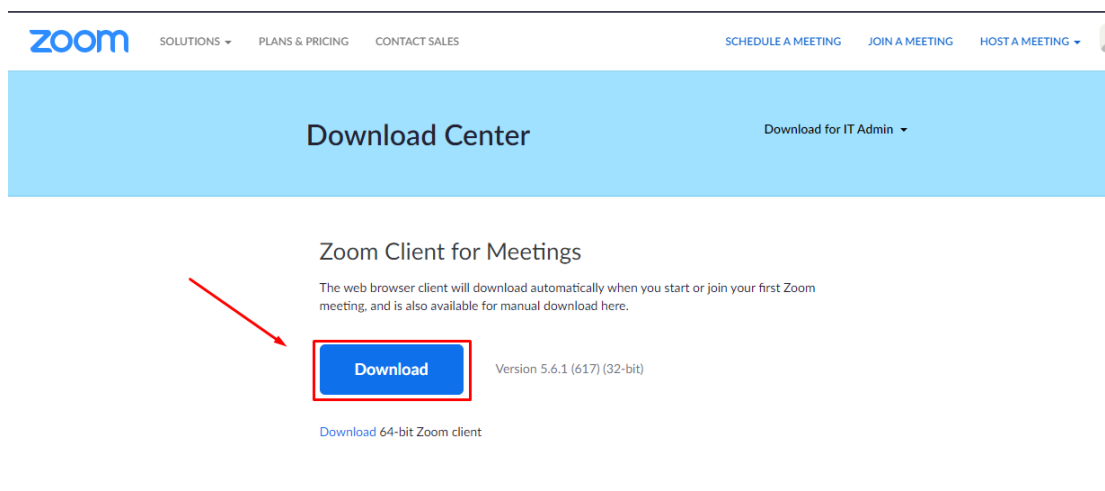 zoom SOLUTIONS PLANS & PRICING CONTACT SALES SCHEDULE A MEETING JOIN A MEETING HOST A MEETING
Download Center
Download for IT Admin
Zoom Client for Meetings
The web browser client will download automatically when you start or join your first Zoom
meeting, and is also available for manual download here.
Download Version 5.6.1 (617) (32-bit)
Download 64-bit Zoom client